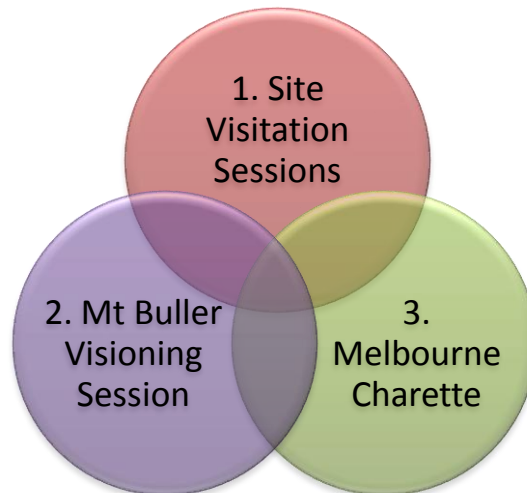 1. Site
Visitation
Sessions
2. Mt Buller
Visioning
Session
3.
Melbourne
Charette